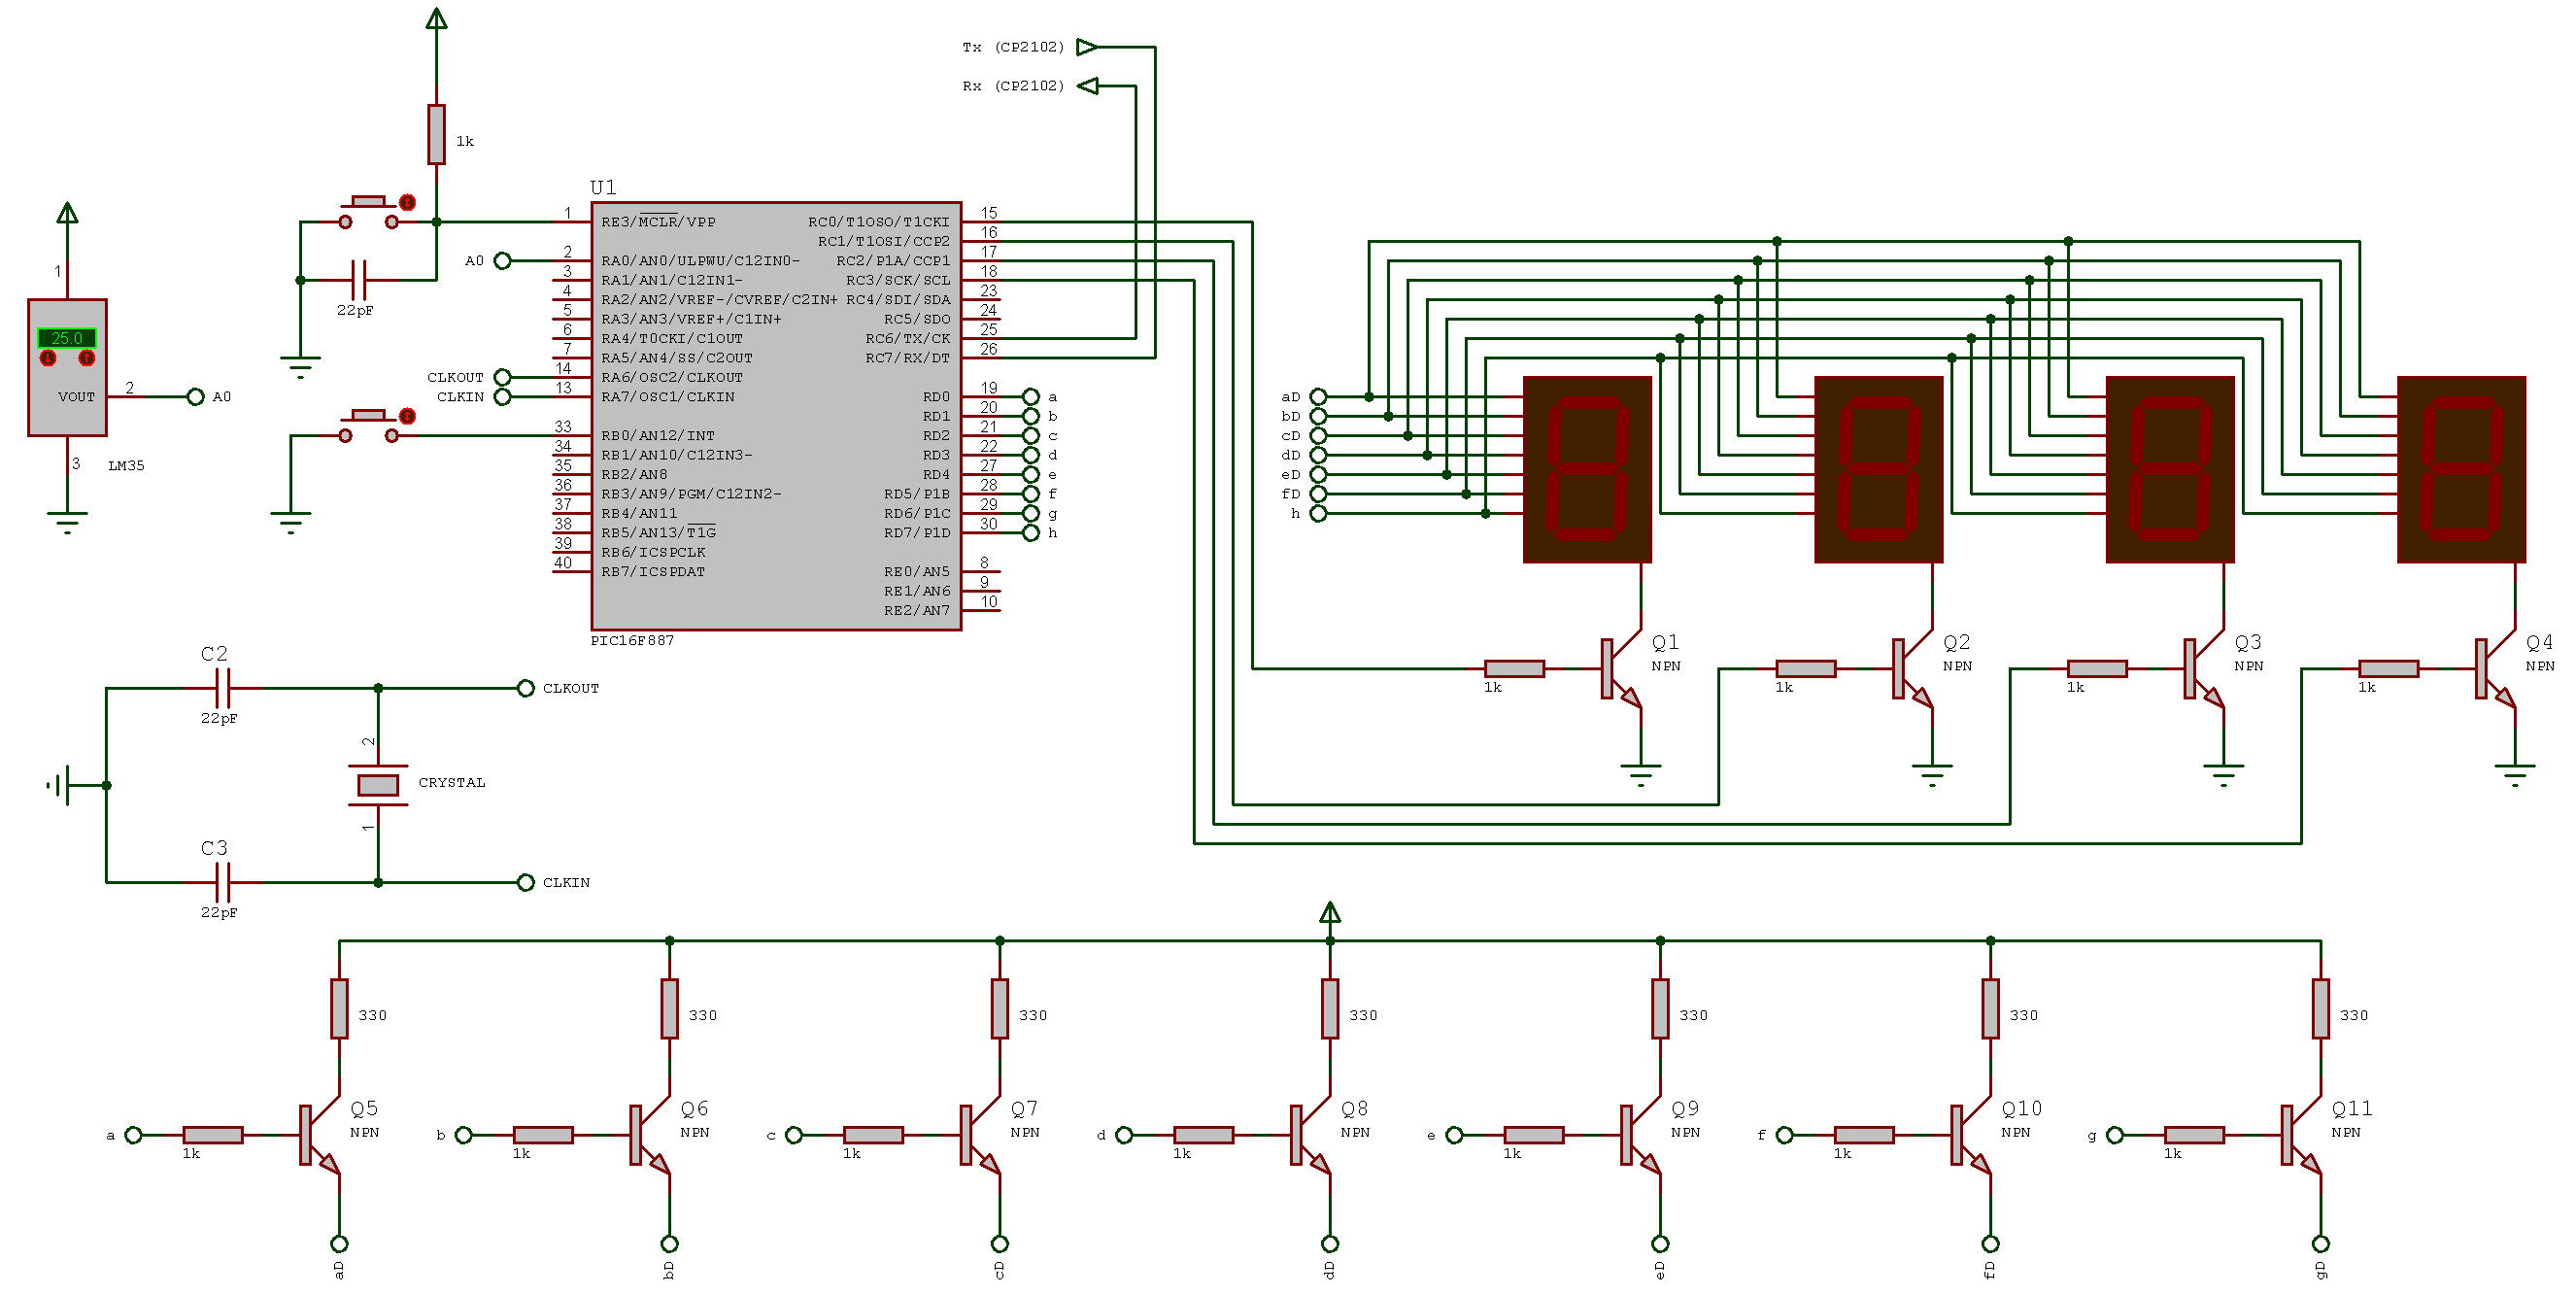 Tx (CP2102)
Rx (CP2102)
1k
U1
1 RE3/MCLR/VPP RC0/T1OSO/T1CKI 15
RC1/T1OSI/CCP2 16
A0 2 RA0/AN0/ULPWU/C12IN0- RC2/P1A/CCP1 17
3 RA1/AN1/C12IN1- RC3/SCK/SCL 18
4 RA2/AN2/VREF-/CVREF/C2IN+ RC4/SDI/SDA 23
5 RA3/AN3/VREF+/C1IN+ RC5/SDO 24
6 RA4/T0CKI/C1OUT RC6/TX/CK 25
7 RA5/AN4/SS/C2OUT RC7/RX/DT 26
CLKOUT 14 RA6/OSC2/CLKOUT
CLKIN 13 RA7/OSC1/CLKIN RD0 19 a
RD1 20 b
33 RB0/AN12/INT RD2 21 c
34 RB1/AN10/C12IN3- RD3 22 d
35 RB2/AN8 RD4 27 e
36 RB3/AN9/PGM/C12IN2- RD5/P1B 28 f
37 RB4/AN11 RD6/P1C 29 g
38 RB5/AN13/T1G RD7/P1D 30 h
39 RB6/ICSPCLK
40 RB7/ICSPDAT RE0/AN5 8
RE1/AN6 9
RE2/AN7 10
PIC16F887
22pF
1
25.0
VOUT 2 A0
3 LM35
aD
bD
cD
dD
eD
fD
h
Q1 Q2 Q3 Q4
NPN NPN NPN NPN
1k 1k 1k 1k
C2
22pF
CLKOUT
2
CRYSTAL
1
C3
22pF
CLKIN
330 330 330 330 330 330 330
Q5 Q6 Q7 Q8 Q9 Q10 Q11
a NPN b NPN c NPN d NPN e NPN f NPN g NPN
1k 1k 1k 1k 1k 1k 1k
aD bD cD dD eD fD gD